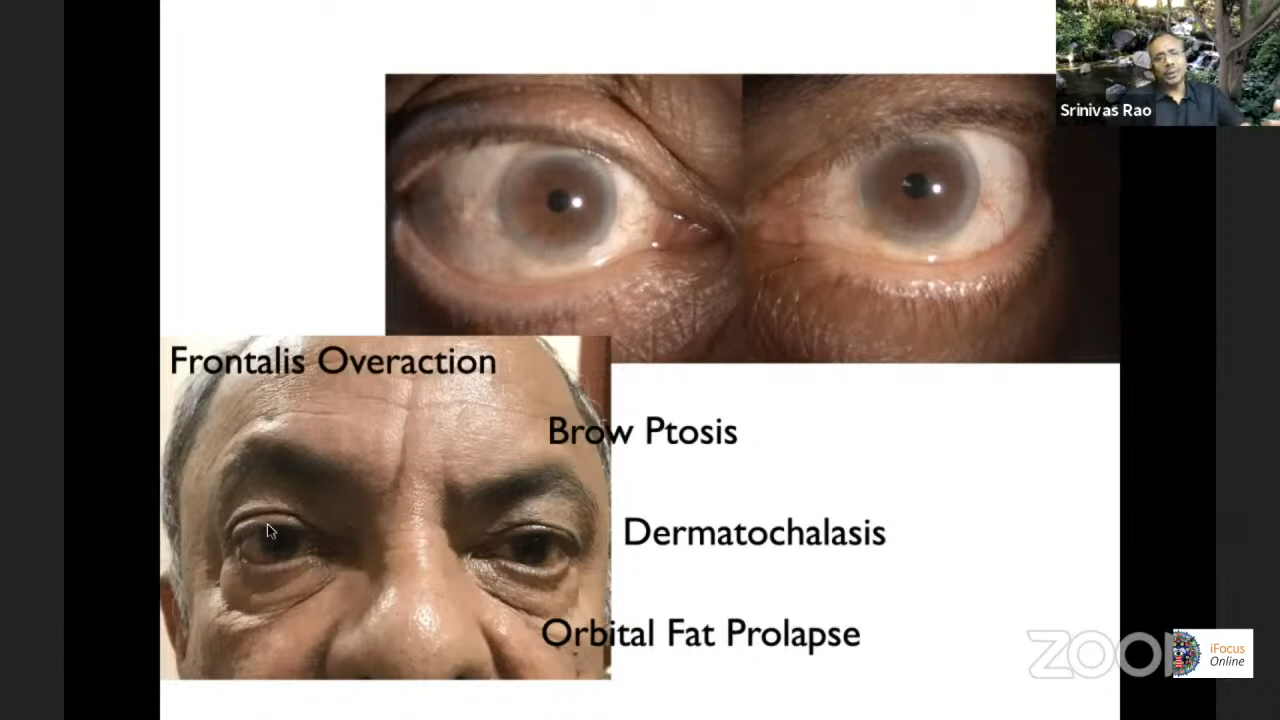 Srinivas Rao
Frontalis Overaction
Brow Ptosis
Dermatochalasis
Orbital Fat Prolapse
zoom
iFocus
Online